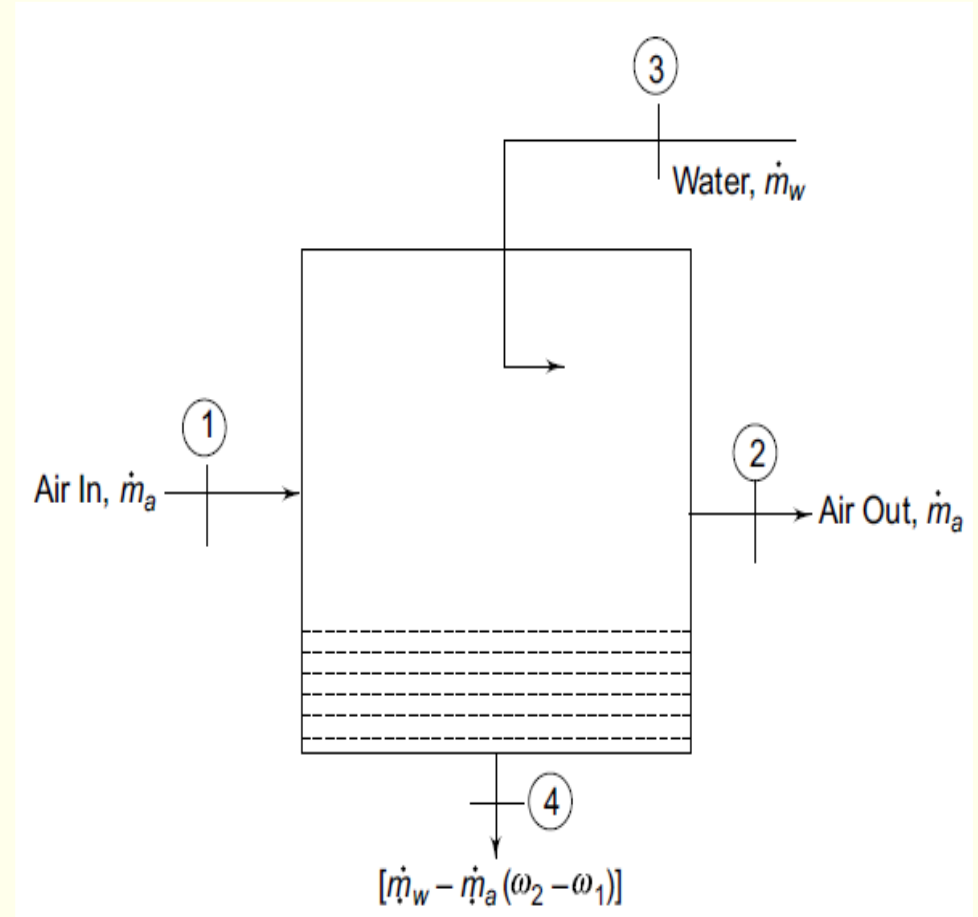 3
Water, ṁw
1
2
Air In, ṁa
Air Out, ṁa
4
[ṁw – ṁa (ω2 – ω1)]